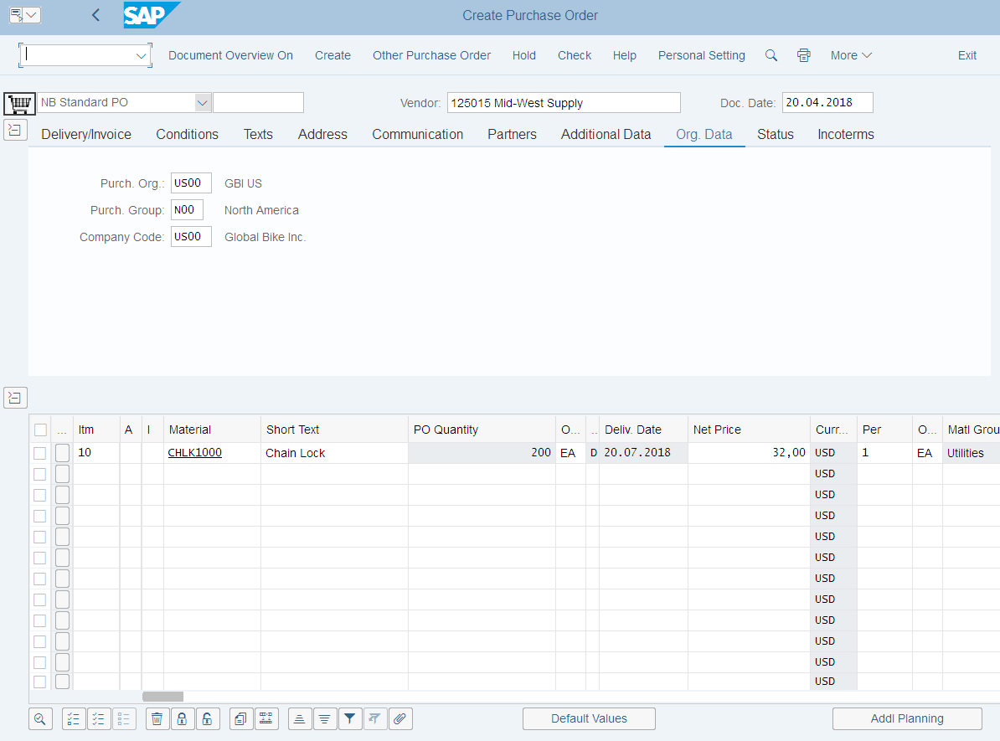 SAP Create Purchase Order
Document Overview On Create Other Purchase Order Hold Check Help Personal Setting More Exit
NB Standard PO Vendor: 125015 Mid-West Supply Doc. Date: 20.04.2018
Delivery/Invoice Conditions Texts Address Communication Partners Additional Data Org. Data Status Incoterms
Purch. Org.: US00 GBI US
Purch. Group: N00 North America
Company Code: US00 Global Bike Inc.
... Itm A I Material Short Text PO Quantity O... .. Deliv. Date Net Price Curr... Per O... Matl Grou
10 CHLK1000 Chain Lock 200 EA D 20.07.2018 32,00 USD 1 EA Utilities
USD
USD
USD
USD
USD
USD
USD
USD
USD
USD
USD
Default Values Addl Planning